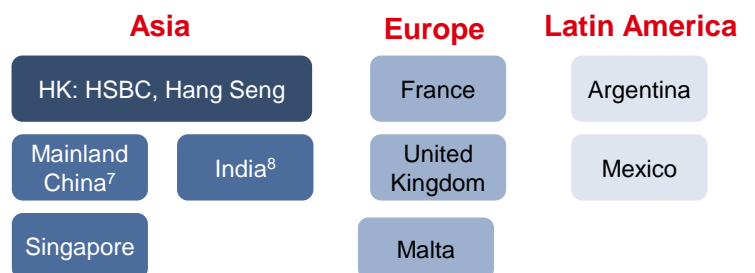 Asia
Europe
Latin America
HK: HSBC, Hang Seng
France
Argentina
Mainland
China⁷
India⁸
United
Kingdom
Mexico
Singapore
Malta